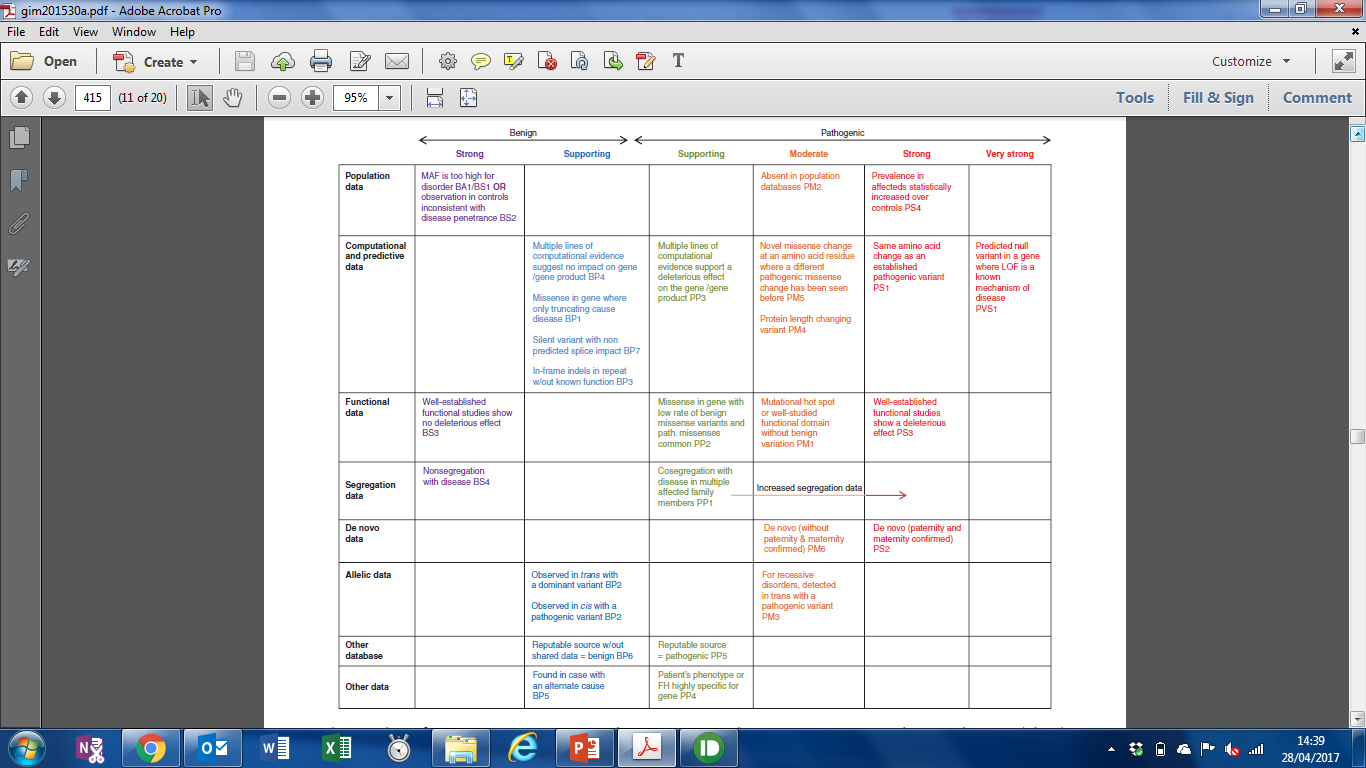 gim201530a.pdf - Adobe Acrobat Pro
File Edit View Window Help
Open Create Customize
415 (11 of 20) 95% Tools Fill & Sign Comment
Benign Pathogenic
Strong Supporting Supporting Moderate Strong Very strong
Population
data
MAF is too high for
disorder BA1/BS1 OR
observation in controls
inconsistent with
disease penetrance BS2
Absent in population
databases PM2
Prevalence in
affecteds statistically
increased over
controls PS4
Computational
and predictive
data
Multiple lines of
computational evidence
suggest no impact on gene
/gene product BP4
Missense in gene where
only truncating cause
disease BP1
Silent variant with non
predicted splice impact BP7
In-frame indels in repeat
w/out known function BP3
Multiple lines of
computational
evidence support a
deleterious effect
on the gene /gene
product PP3
Novel missense change
at an amino acid residue
where a different
pathogenic missense
change has been seen
before PM5
Protein length changing
variant PM4
Same amino acid
change as an
established
pathogenic variant
PS1
Predicted null
variant in a gene
where LOF is a
known
mechanism of
disease
PVS1
Functional
data
Well-established
functional studies show
no deleterious effect
BS3
Missense in gene with
low rate of benign
missense variants and
path. missenses
common PP2
Mutational hot spot
or well-studied
functional domain
without benign
variation PM1
Well-established
functional studies
show a deleterious
effect PS3
Segregation
data
Nonsegregation
with disease BS4
Cosegregation with
disease in multiple
affected family
members PP1
Increased segregation data
De novo
data
De novo (without
paternity & maternity
confirmed) PM6
De novo (paternity and
maternity confirmed)
PS2
Allelic data
Observed in trans with
a dominant variant BP2
Observed in cis with a
pathogenic variant BP2
For recessive
disorders, detected
in trans with a
pathogenic variant
PM3
Other
database
Reputable source w/out
shared data = benign BP6
Reputable source
= pathogenic PP5
Other data
Found in case with
an alternate cause
BP5
Patient's phenotype or
FH highly specific for
gene PP4
14:39
28/04/2017